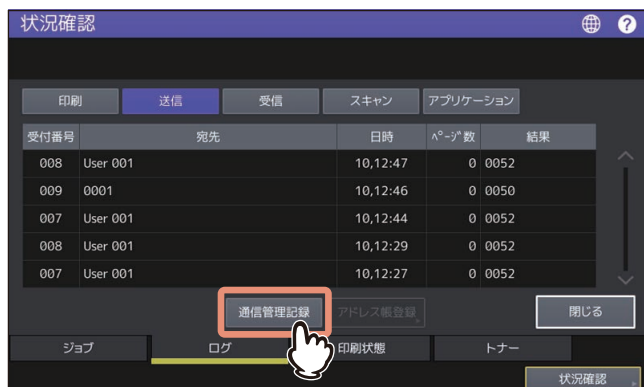 状況確認
?
印刷 送信 受信 スキャン アプリケーション
受付番号 宛先 日時 ページ数 結果
008 User 001 10,12:47 0 0052
009 0001 10,12:46 0 0050
007 User 001 10,12:44 0 0052
008 User 001 10,12:29 0 0052
007 User 001 10,12:27 0 0052
通信管理記録 アドレス帳登録 閉じる
ジョブ ログ 印刷状態 トナー
状況確認